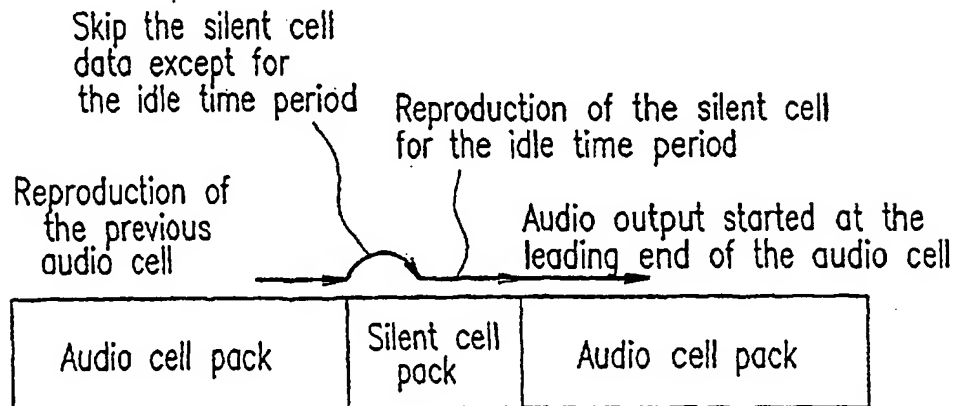 Skip the silent cell
data except for
the idle time period
Reproduction of the silent cell
for the idle time period
Reproduction of
the previous
audio cell
Audio output started at the
leading end of the audio cell
Audio cell pack
Silent cell
pack
Audio cell pack